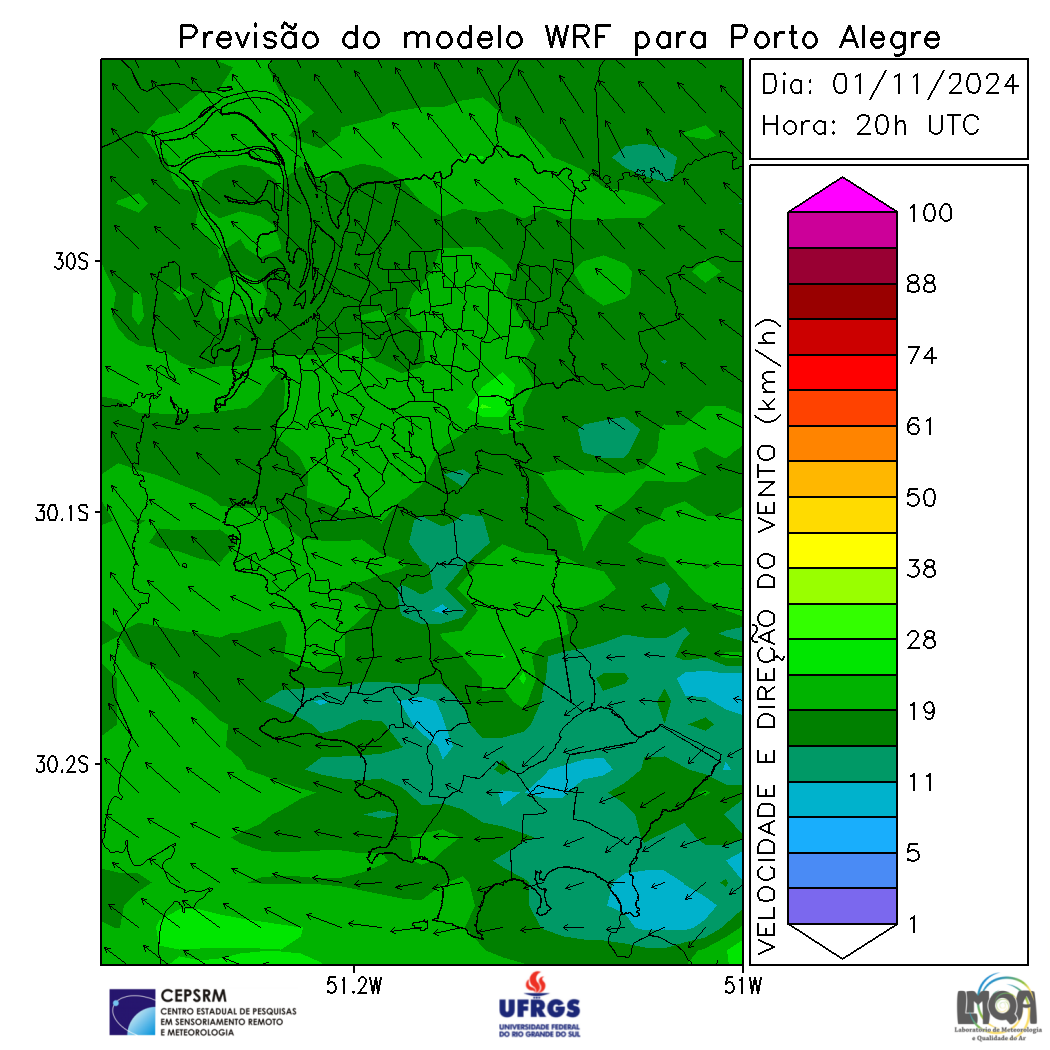 Previsão do modelo WRF para Porto Alegre
Dia: 01/11/2024
Hora: 20h UTC
30S
30.1S
30.2S
51.2W
51W
VELOCIDADE E DIREÇÃO DO VENTO (km/h)
100
88
74
61
50
38
28
19
11
5
1
CEPSRM
CENTRO ESTADUAL DE PESQUISAS
EM SENSORIAMENTO REMOTO
E METEOROLOGIA
UFRGS
UNIVERSIDADE FEDERAL
DO RIO GRANDE DO SUL
LMQA
Laboratório de Meteorologia
e Qualidade do Ar